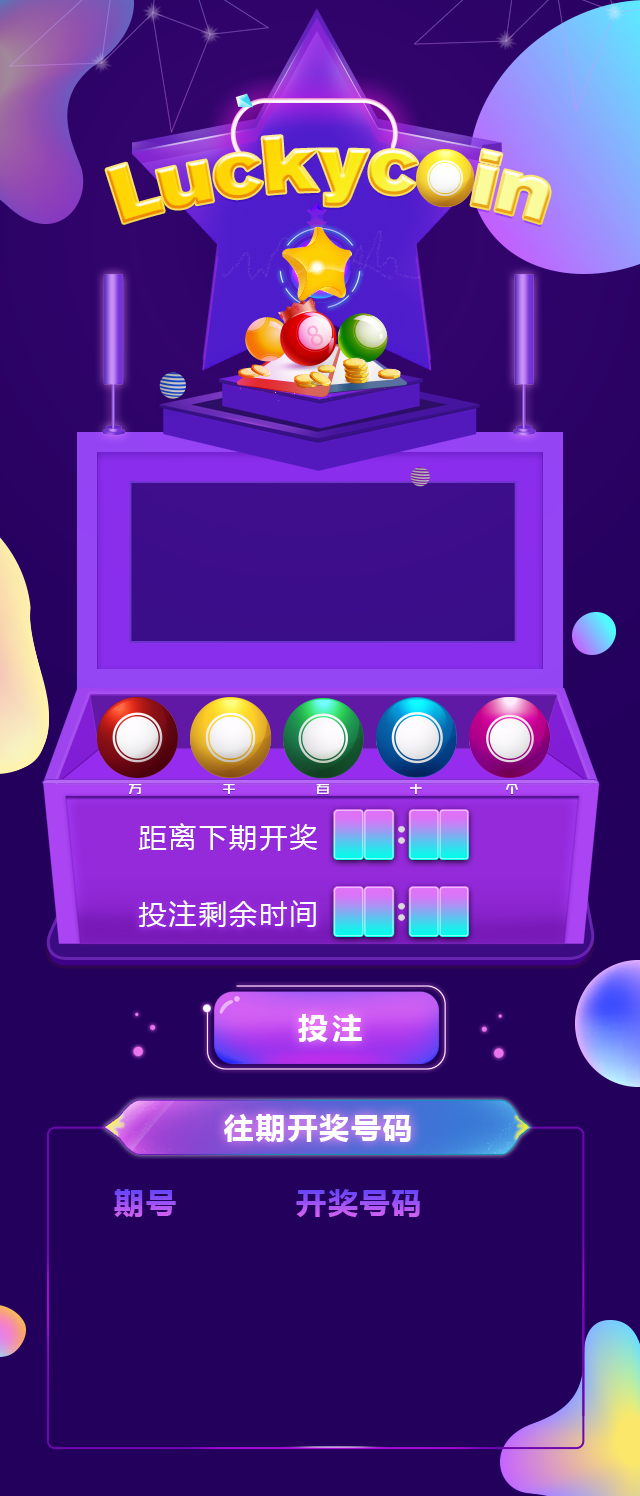 Luckycoin
8
万 千 百 十 个
距离下期开奖 :
投注剩余时间 :
投注
往期开奖号码
期号 开奖号码